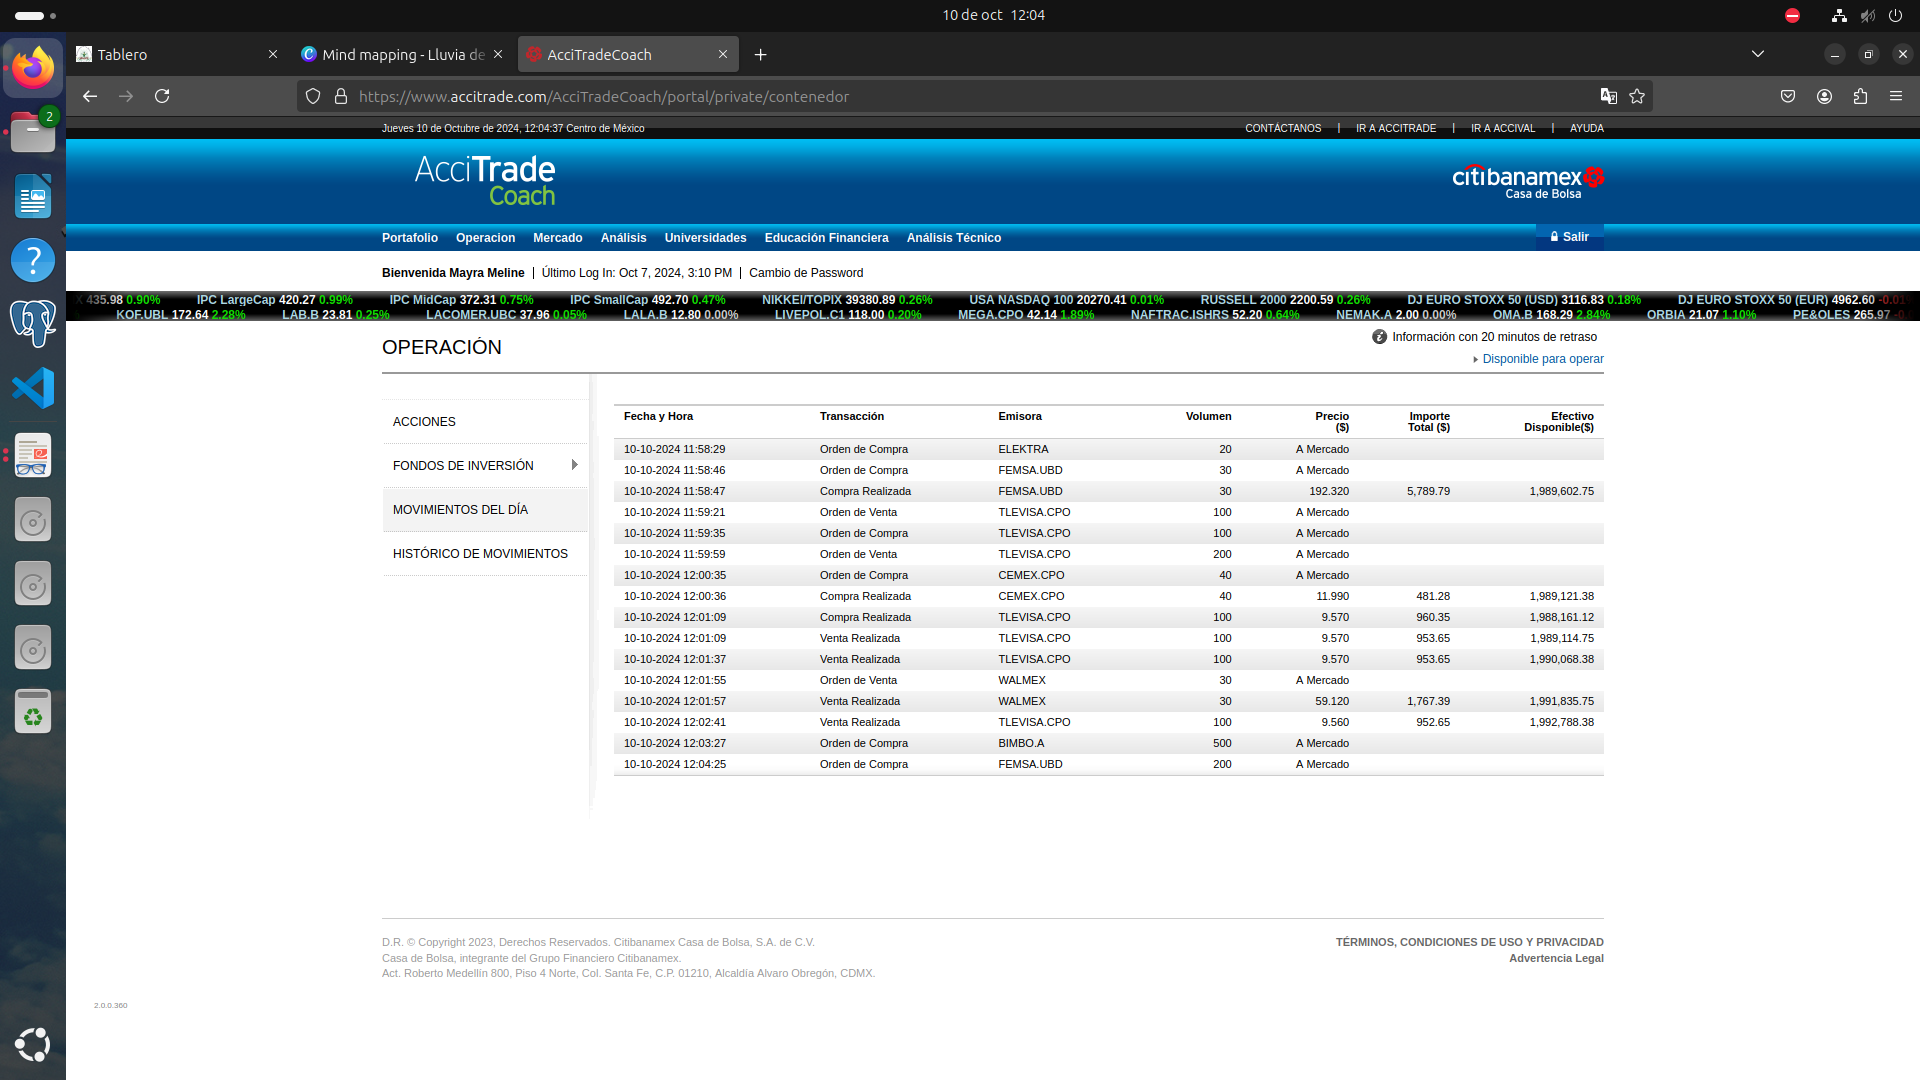 10 de oct 12:04
Tablero
Mind mapping - Lluvia de
AcciTradeCoach
https://www.accitrade.com/AcciTradeCoach/portal/private/contenedor
2
Jueves 10 de Octubre de 2024, 12:04:37 Centro de México
CONTÁCTANOS | IR A ACCITRADE | IR A ACCIVAL | AYUDA
AcciTrade
Coach
citibanamex
Casa de Bolsa
Portafolio Operacion Mercado Análisis Universidades Educación Financiera Análisis Técnico
Salir
Bienvenida Mayra Meline | Último Log In: Oct 7, 2024, 3:10 PM | Cambio de Password
X 435.98 0.90% IPC LargeCap 420.27 0.99% IPC MidCap 372.31 0.75% IPC SmallCap 492.70 0.47% NIKKEI/TOPIX 39380.89 0.26% USA NASDAQ 100 20270.41 0.01% RUSSELL 2000 2200.59 0.26% DJ EURO STOXX 50 (USD) 3116.83 0.18% DJ EURO STOXX 50 (EUR) 4962.60 -0.01%
KOF.UBL 172.64 2.28% LAB.B 23.81 0.25% LACOMER.UBC 37.96 0.05% LALA.B 12.80 0.00% LIVEPOL.C1 118.00 0.20% MEGA.CPO 42.14 1.89% NAFTRAC.ISHRS 52.20 0.64% NEMAK.A 2.00 0.00% OMA.B 168.29 2.84% ORBIA 21.07 1.10% PE&OLES 265.97
OPERACIÓN
Información con 20 minutos de retraso
Disponible para operar
ACCIONES
FONDOS DE INVERSIÓN
MOVIMIENTOS DEL DÍA
HISTÓRICO DE MOVIMIENTOS
Fecha y Hora Transacción Emisora Volumen Precio ($) Importe Total ($) Efectivo Disponible($)
10-10-2024 11:58:29 Orden de Compra ELEKTRA 20 A Mercado
10-10-2024 11:58:46 Orden de Compra FEMSA.UBD 30 A Mercado
10-10-2024 11:58:47 Compra Realizada FEMSA.UBD 30 192.320 5,789.79 1,989,602.75
10-10-2024 11:59:21 Orden de Venta TLEVISA.CPO 100 A Mercado
10-10-2024 11:59:35 Orden de Compra TLEVISA.CPO 100 A Mercado
10-10-2024 11:59:59 Orden de Venta TLEVISA.CPO 200 A Mercado
10-10-2024 12:00:35 Orden de Compra CEMEX.CPO 40 A Mercado
10-10-2024 12:00:36 Compra Realizada CEMEX.CPO 40 11.990 481.28 1,989,121.38
10-10-2024 12:01:09 Compra Realizada TLEVISA.CPO 100 9.570 960.35 1,988,161.12
10-10-2024 12:01:09 Venta Realizada TLEVISA.CPO 100 9.570 953.65 1,989,114.75
10-10-2024 12:01:37 Venta Realizada TLEVISA.CPO 100 9.570 953.65 1,990,068.38
10-10-2024 12:01:55 Orden de Venta WALMEX 30 A Mercado
10-10-2024 12:01:57 Venta Realizada WALMEX 30 59.120 1,767.39 1,991,835.75
10-10-2024 12:02:41 Venta Realizada TLEVISA.CPO 100 9.560 952.65 1,992,788.38
10-10-2024 12:03:27 Orden de Compra BIMBO.A 500 A Mercado
10-10-2024 12:04:25 Orden de Compra FEMSA.UBD 200 A Mercado
D.R. © Copyright 2023, Derechos Reservados. Citibanamex Casa de Bolsa, S.A. de C.V.
Casa de Bolsa, integrante del Grupo Financiero Citibanamex.
Act. Roberto Medellín 800, Piso 4 Norte, Col. Santa Fe, C.P. 01210, Alcaldía Alvaro Obregón, CDMX.
TÉRMINOS, CONDICIONES DE USO Y PRIVACIDAD
Advertencia Legal
2.0.0.360